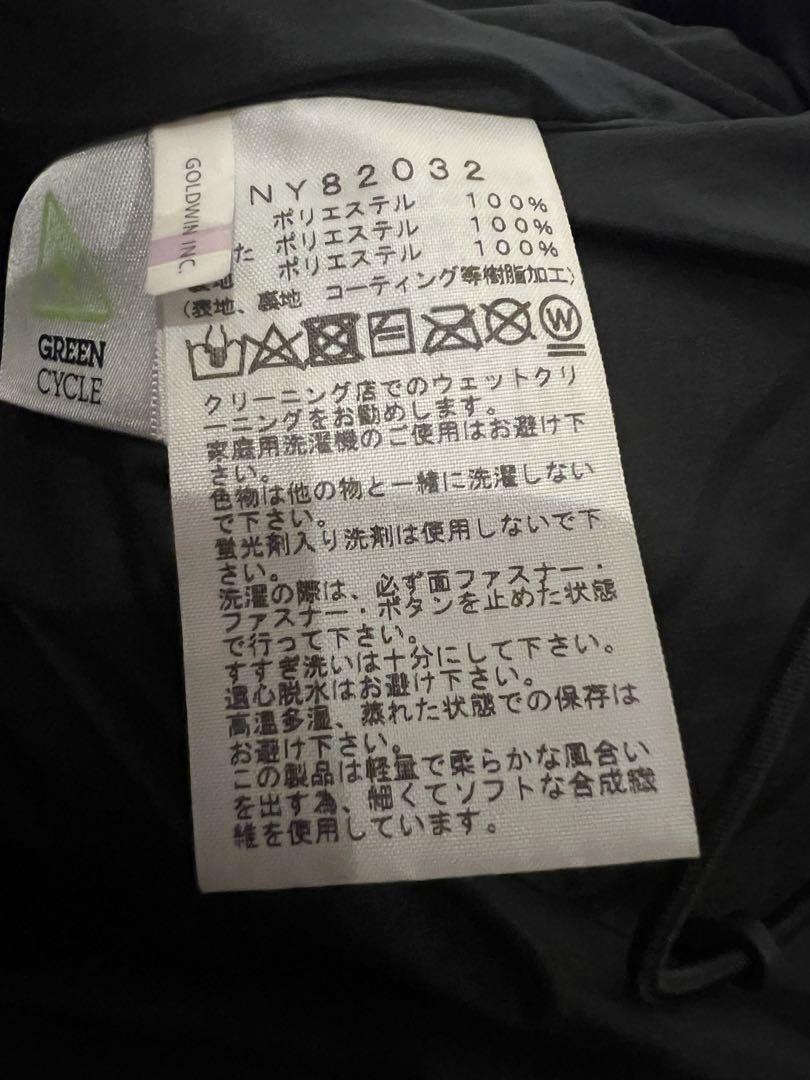 GOLDWIN INC.
GREEN
CYCLE
NY82032
ポリエステル 100%
た ポリエステル 100%
裏地 ポリエステル 100%
(表地、裏地 コーティング等樹脂加工)
W
クリーニング店でのウェットクリ
ーニングをお勧めします。
家庭用洗濯機のご使用はお避け下
さい。
色物は他の物と一緒に洗濯しない
で下さい。
蛍光剤入り洗剤は使用しないで下
さい。
洗濯の際は、必ず面ファスナー・
ファスナー・ボタンを止めた状態
で行って下さい。
すすぎ洗いは十分にして下さい。
遠心脱水はお避け下さい。
高温多湿、蒸れた状態での保存は
お避け下さい。
この製品は軽量で柔らかな風合い
を出す為、細くてソフトな合成繊
維を使用しています。